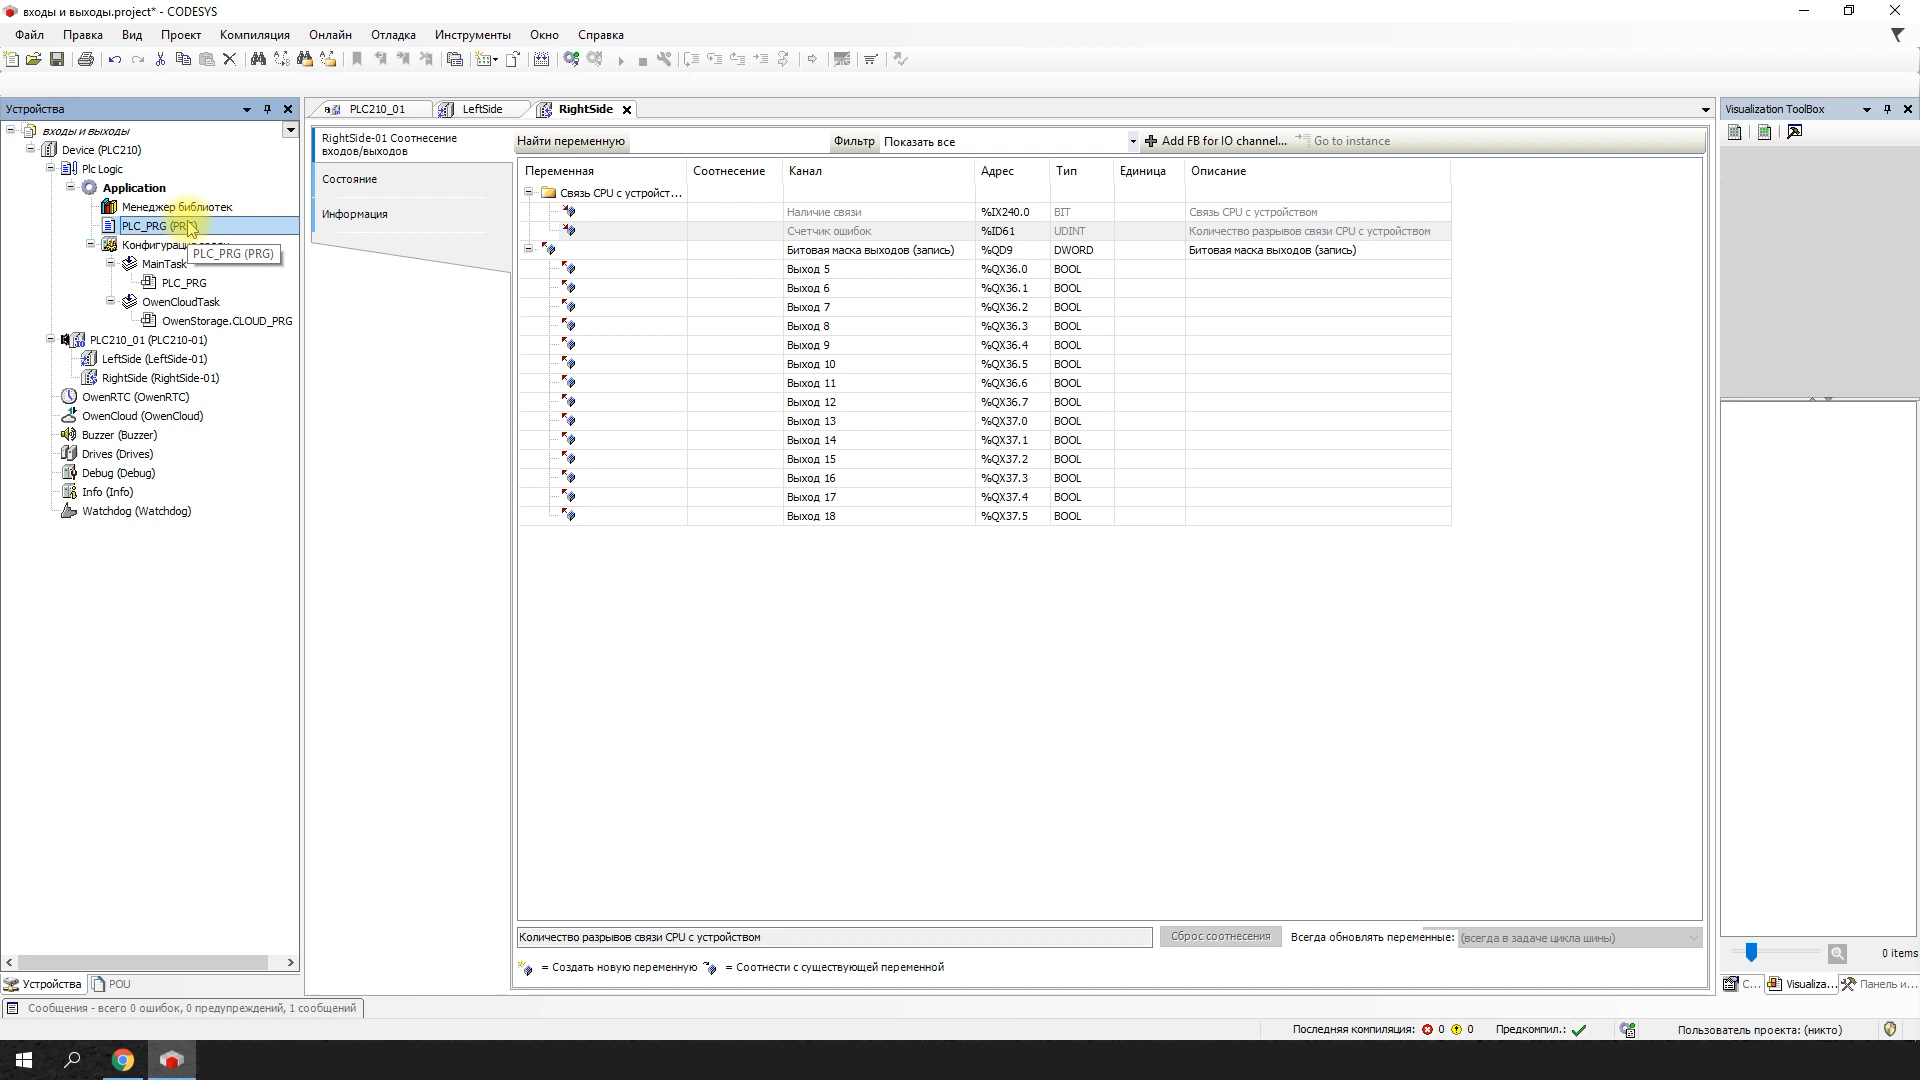 входы и выходы.project* - CODESYS
Файл Правка Вид Проект Компиляция Онлайн Отладка Инструменты Окно Справка
Устройства
PLC210_01 LeftSide RightSide
Visualization ToolBox
входы и выходы
Device (PLC210)
Plc Logic
Application
Менеджер библиотек
PLC_PRG (PRG)
PLC_PRG (PRG)
MainTask
PLC_PRG
OwenCloudTask
OwenStorage.CLOUD_PRG
PLC210_01 (PLC210-01)
LeftSide (LeftSide-01)
RightSide (RightSide-01)
OwenRTC (OwenRTC)
OwenCloud (OwenCloud)
Buzzer (Buzzer)
Drives (Drives)
Debug (Debug)
Info (Info)
Watchdog (Watchdog)
Устройства POU
RightSide-01 Соотнесение
входов/выходов
Состояние
Информация
Найти переменную Фильтр Показать все Add FB for IO channel... Go to instance
Переменная Соотнесение Канал Адрес Тип Единица Описание
Связь CPU с устройст...
Наличие связи %IX240.0 BIT Связь CPU с устройством
Счетчик ошибок %ID61 UDINT Количество разрывов связи CPU с устройством
Битовая маска выходов (запись) %QD9 DWORD Битовая маска выходов (запись)
Выход 5 %QX36.0 BOOL
Выход 6 %QX36.1 BOOL
Выход 7 %QX36.2 BOOL
Выход 8 %QX36.3 BOOL
Выход 9 %QX36.4 BOOL
Выход 10 %QX36.5 BOOL
Выход 11 %QX36.6 BOOL
Выход 12 %QX36.7 BOOL
Выход 13 %QX37.0 BOOL
Выход 14 %QX37.1 BOOL
Выход 15 %QX37.2 BOOL
Выход 16 %QX37.3 BOOL
Выход 17 %QX37.4 BOOL
Выход 18 %QX37.5 BOOL
Количество разрывов связи CPU с устройством Сброс соотнесения Всегда обновлять переменные: (всегда в задаче цикла шины)
= Создать новую переменную = Соотнести с существующей переменной
0 items
С... Visualiza... Панель и...
Сообщения - всего 0 ошибок, 0 предупреждений, 1 сообщений
Последняя компиляция: 0 0 Предкомпил.: Пользователь проекта: (никто)